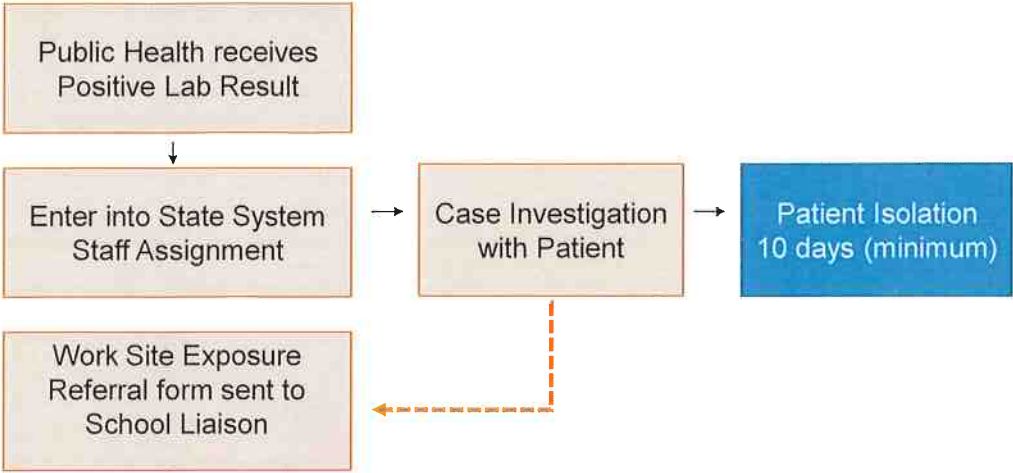 Public Health receives
Positive Lab Result
Enter into State System
Staff Assignment
Case Investigation
with Patient
Patient Isolation
10 days (minimum)
Work Site Exposure
Referral form sent to
School Liaison